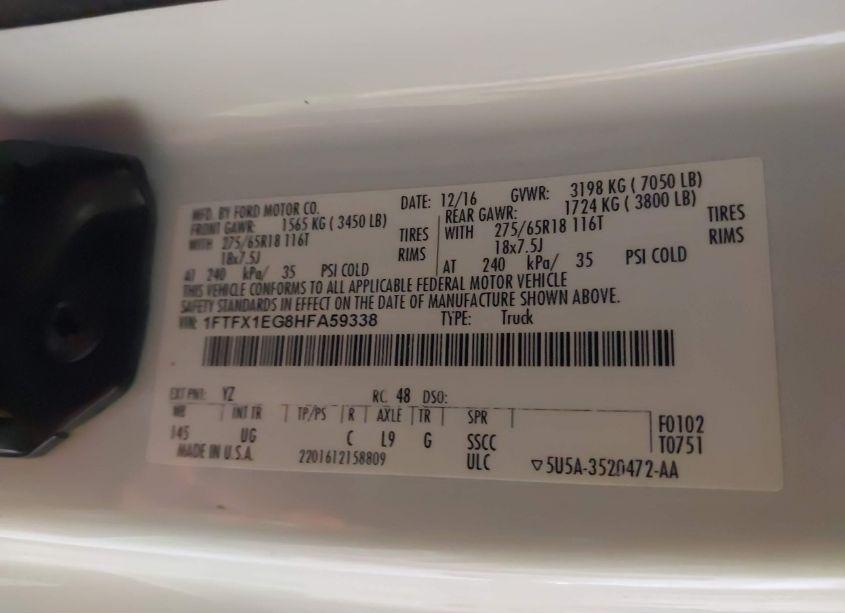 MFD. BY FORD MOTOR CO. DATE: 12/16 GVWR: 3198 KG ( 7050 LB)
FRONT GAWR: 1565 KG ( 3450 LB) REAR GAWR: 1724 KG ( 3800 LB)
WITH 275/65R18 116T TIRES WITH 275/65R18 116T TIRES
18x7.5J RIMS 18x7.5J RIMS
AT 240 kPa/ 35 PSI COLD AT 240 kPa/ 35 PSI COLD
THIS VEHICLE CONFORMS TO ALL APPLICABLE FEDERAL MOTOR VEHICLE
SAFETY STANDARDS IN EFFECT ON THE DATE OF MANUFACTURE SHOWN ABOVE.
VIN: 1FTFX1EG8HFA59338 TYPE: Truck
EXT PNT: YZ RC: 48 DSO:
WB INT TR TP/PS R AXLE TR SPR
145 UG C L9 G SSCC F0102
T0751
MADE IN U.S.A. 2201612158809 ULC ▽5U5A-3520472-AA